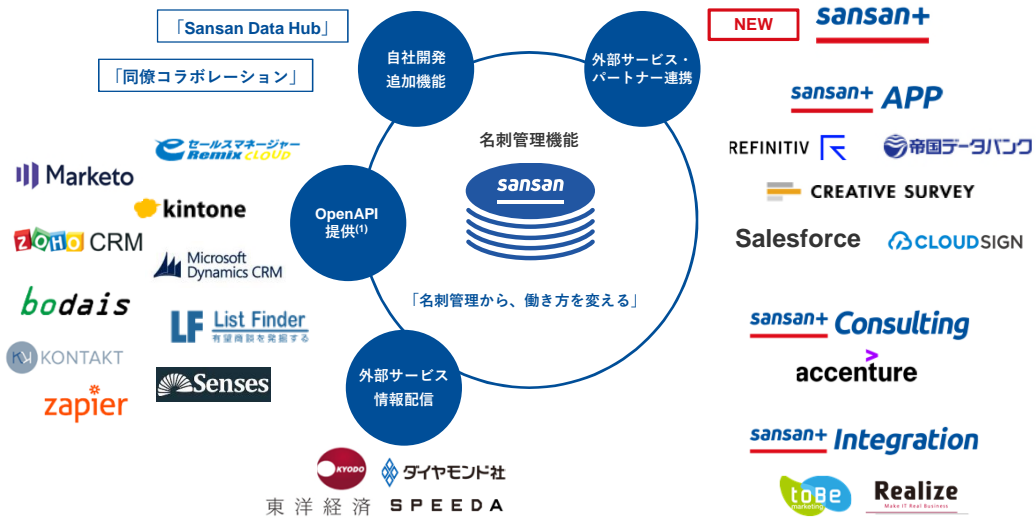 「Sansan Data Hub」
「同僚コラボレーション」
自社開発
追加機能
外部サービス・
パートナー連携
NEW
sansan+
sansan+ APP
REFINITIV
帝国データバンク
CREATIVE SURVEY
Salesforce
CLOUDSIGN
名刺管理機能
sansan
「名刺管理から、働き方を変える」
OpenAPI
提供(1)
セールスマネージャー
Remix CLOUD
Marketo
kintone
ZOHO CRM
Microsoft
Dynamics CRM
bodais
LF List Finder
有望商談を発掘する
KONTAKT
zapier
Senses
外部サービス
情報配信
KYODO
ダイヤモンド社
東洋経済
SPEEDA
sansan+ Consulting
accenture
sansan+ Integration
toBe
marketing
Realize
Make IT Real Business